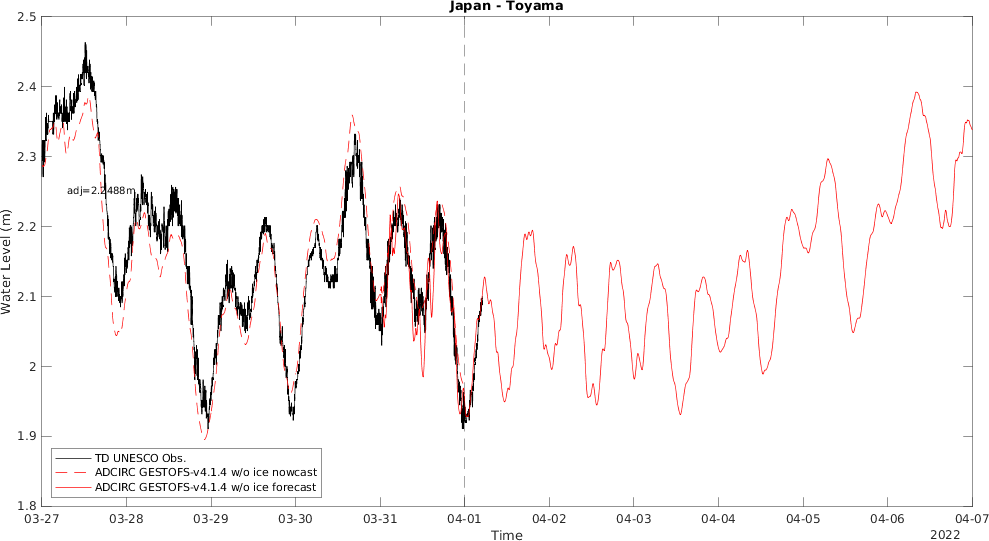 Japan - Toyama
2.5
2.4
2.3
2.2
2.1
2
1.9
1.8
Water Level (m)
adj=2.2488m
TD UNESCO Obs.
ADCIRC GESTOFS-v4.1.4 w/o ice nowcast
ADCIRC GESTOFS-v4.1.4 w/o ice forecast
03-27 03-28 03-29 03-30 03-31 04-01 04-02 04-03 04-04 04-05 04-06 04-07
Time
2022